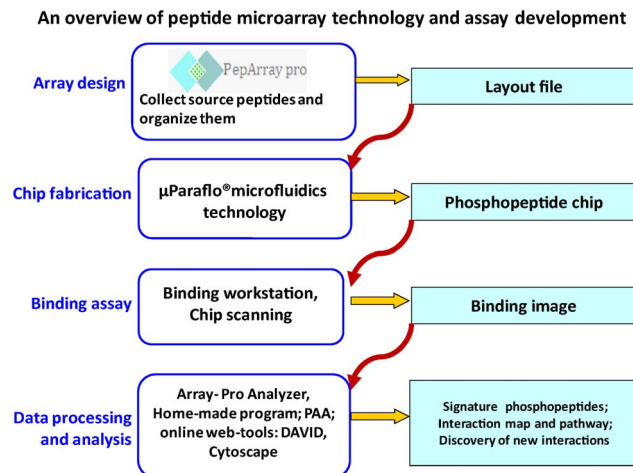 An overview of peptide microarray technology and assay development
Array design
PepArray pro
Collect source peptides and
organize them
Layout file
Chip fabrication
µParaflo®microfluidics
technology
Phosphopeptide chip
Binding assay
Binding workstation,
Chip scanning
Binding image
Data processing
and analysis
Array- Pro Analyzer,
Home-made program; PAA;
online web-tools: DAVID,
Cytoscape
Signature phosphopeptides;
Interaction map and pathway;
Discovery of new interactions